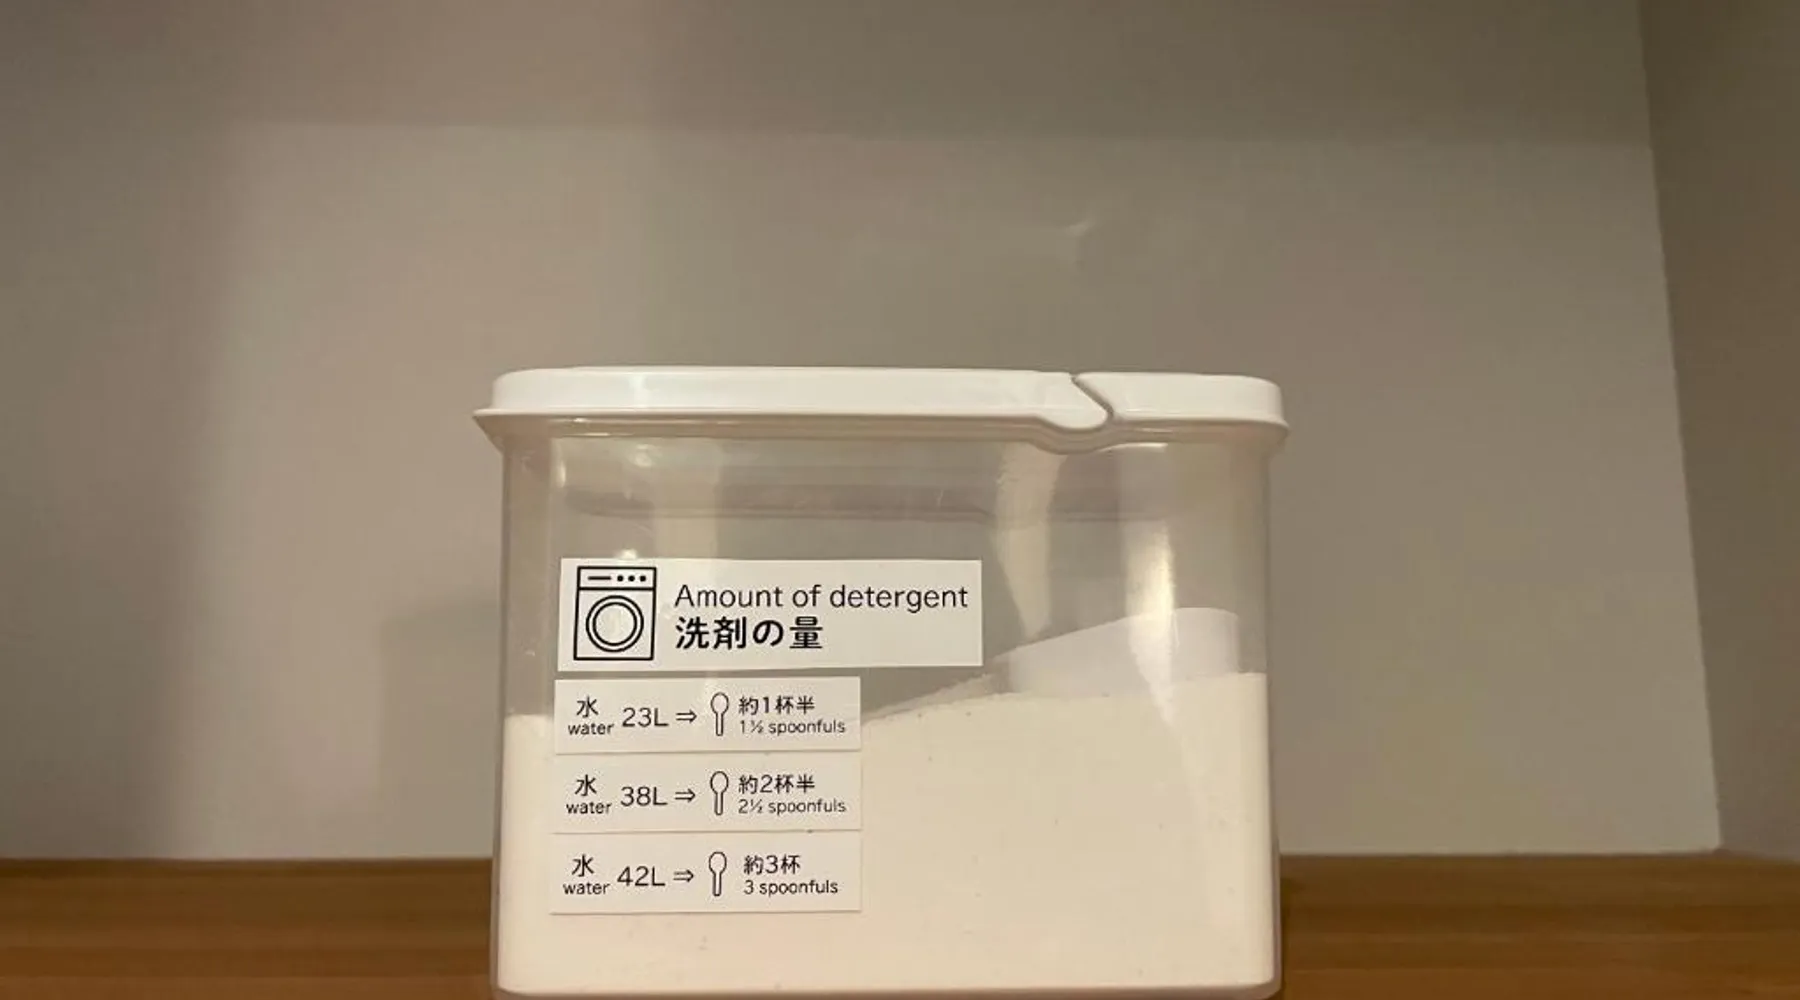 Amount of detergent
洗剤の量
水 water 23L ⇒ 約1杯半
1½ spoonfuls
水 water 38L ⇒ 約2杯半
2½ spoonfuls
水 water 42L ⇒ 約3杯
3 spoonfuls